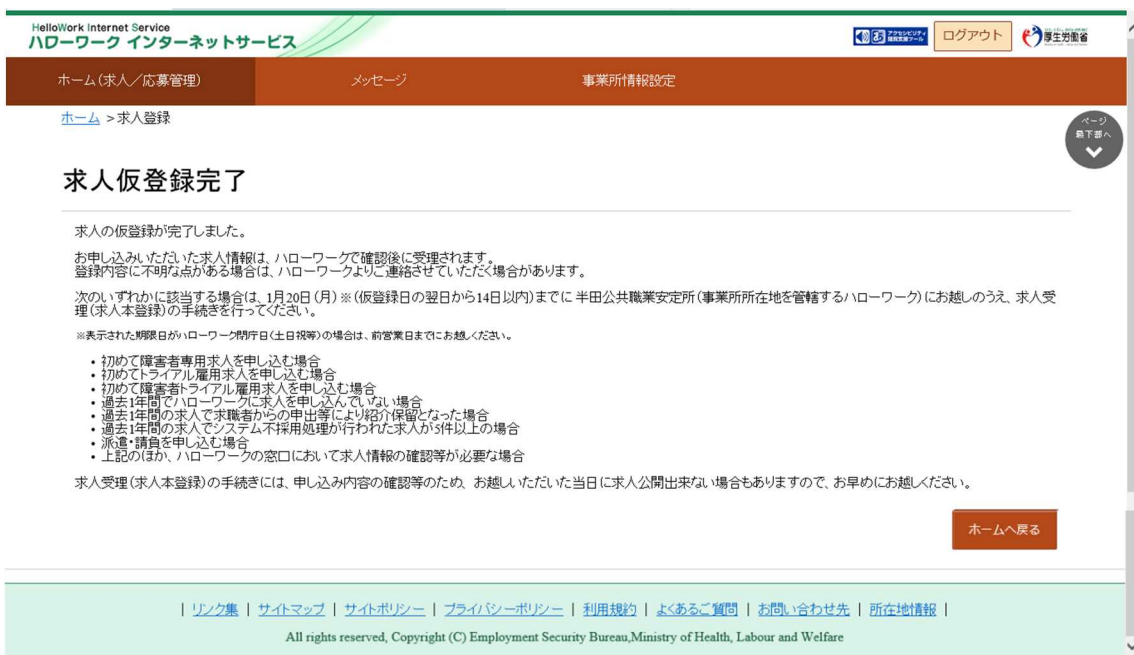 HelloWork Internet Service
ハローワーク インターネットサービス
アクセシビリティ
閲覧支援ツール
ログアウト
厚生労働省
ホーム(求人／応募管理)
メッセージ
事業所情報設定
ホーム >求人登録
ページ
最下部へ
求人仮登録完了
求人の仮登録が完了しました。
お申し込みいただいた求人情報は、ハローワークで確認後に受理されます。
登録内容に不明な点がある場合は、ハローワークよりご連絡させていただく場合があります。
次のいずれかに該当する場合は、1月20日(月)※(仮登録日の翌日から14日以内)までに 半田公共職業安定所(事業所所在地を管轄するハローワーク)にお越しのうえ、求人受
理(求人本登録)の手続きを行ってください。
※表示された期限日がハローワーク閉庁日(土日祝等)の場合は、前営業日までにお越しください。
・初めて障害者専用求人を申し込む場合
・初めてトライアル雇用求人を申し込む場合
・初めて障害者トライアル雇用求人を申し込む場合
・過去1年間でハローワークに求人を申し込んでいない場合
・過去1年間の求人で求職者からの申出等により紹介保留となった場合
・過去1年間の求人でシステム不採用処理が行われた求人が5件以上の場合
・派遣・請負を申し込む場合
・上記のほか、ハローワークの窓口において求人情報の確認等が必要な場合
求人受理(求人本登録)の手続きには、申し込み内容の確認等のため、お越しいただいた当日に求人公開出来ない場合もありますので、お早めにお越しください。
ホームへ戻る
| リンク集 | サイトマップ | サイトポリシー | プライバシーポリシー | 利用規約 | よくあるご質問 | お問い合わせ先 | 所在地情報 |
All rights reserved, Copyright (C) Employment Security Bureau,Ministry of Health, Labour and Welfare